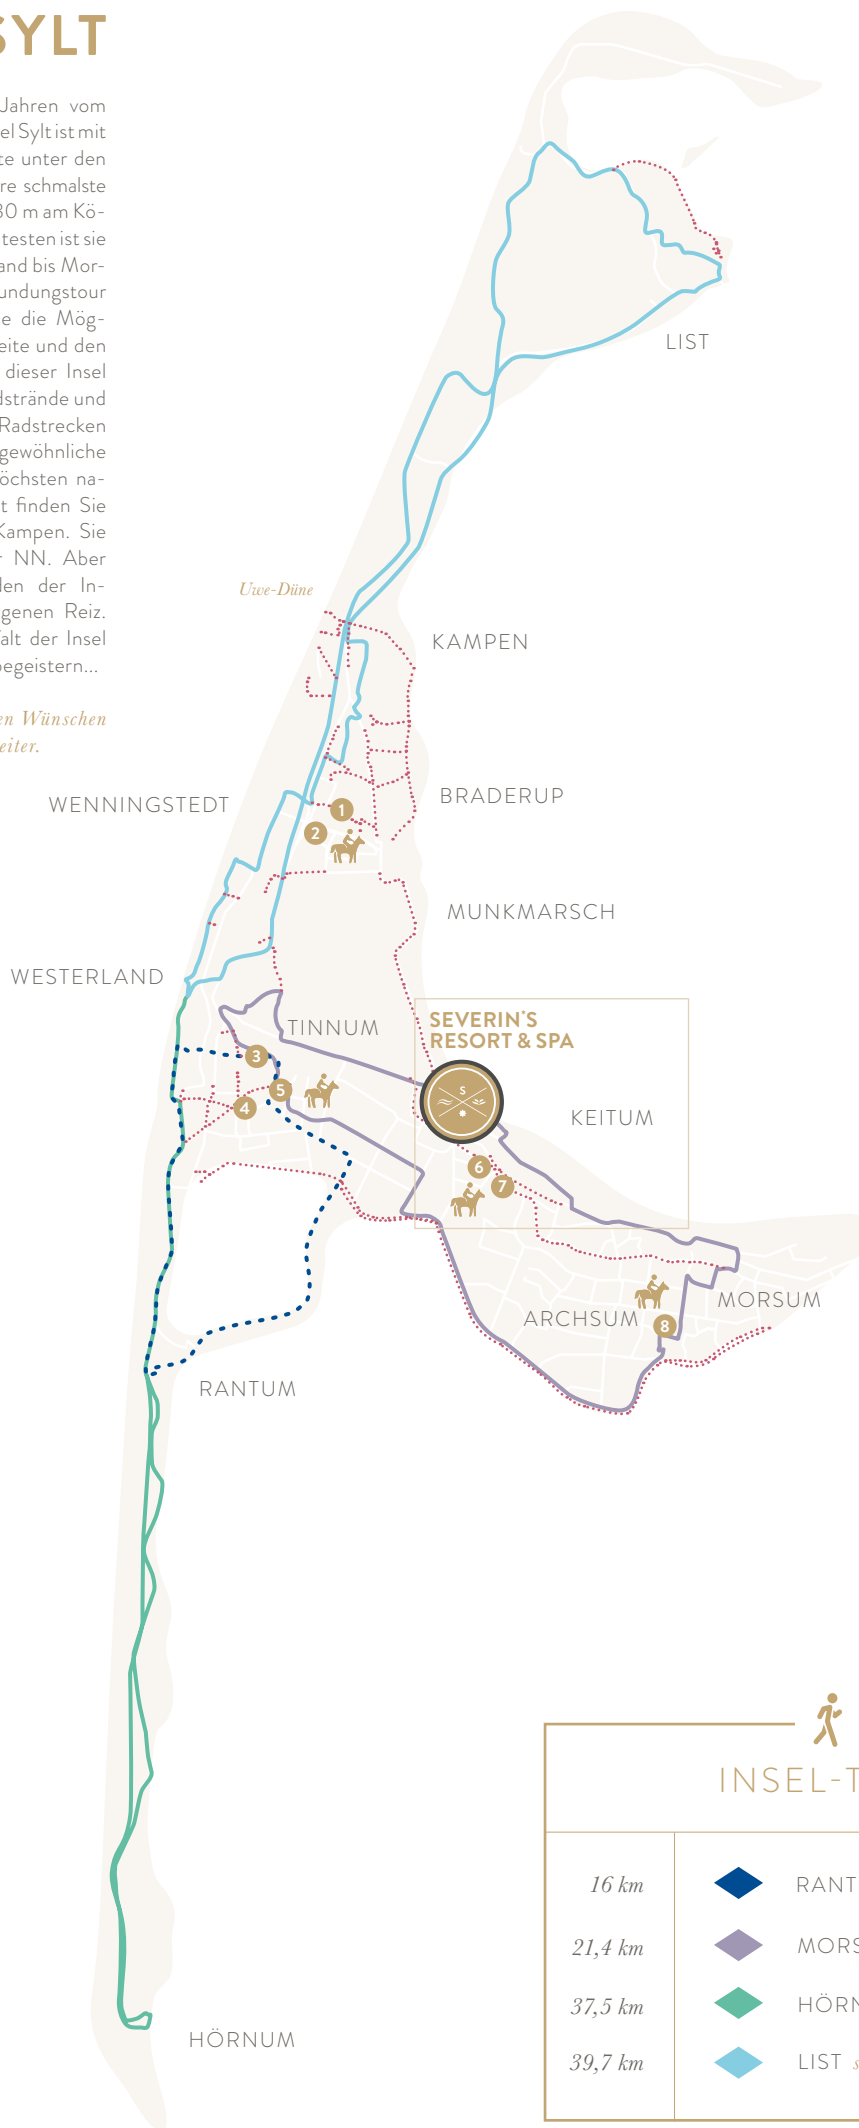 SYLT
Jahren vom
el Sylt ist mit
te unter den
re schmalste
30 m am Kö-
testen ist sie
and bis Mor-
undungstour
e die Mög-
eite und den
dieser Insel
dstrände und
Radstrecken
gewöhnliche
öchsten na-
t finden Sie
Kampen. Sie
r NN. Aber
den der In-
genen Reiz.
alt der Insel
begeistern...
en Wünschen
eiter.
LIST
Uwe-Düne
KAMPEN
WENNINGSTEDT
BRADERUP
1
2
MUNKMARSCH
WESTERLAND
TINNUM
SEVERIN*S
RESORT & SPA
3
5
4
S
KEITUM
6
7
MORSUM
ARCHSUM
8
RANTUM
HÖRNUM
INSEL-T
16 km RANT
21,4 km MORS
37,5 km HÖRN
39,7 km LIST s